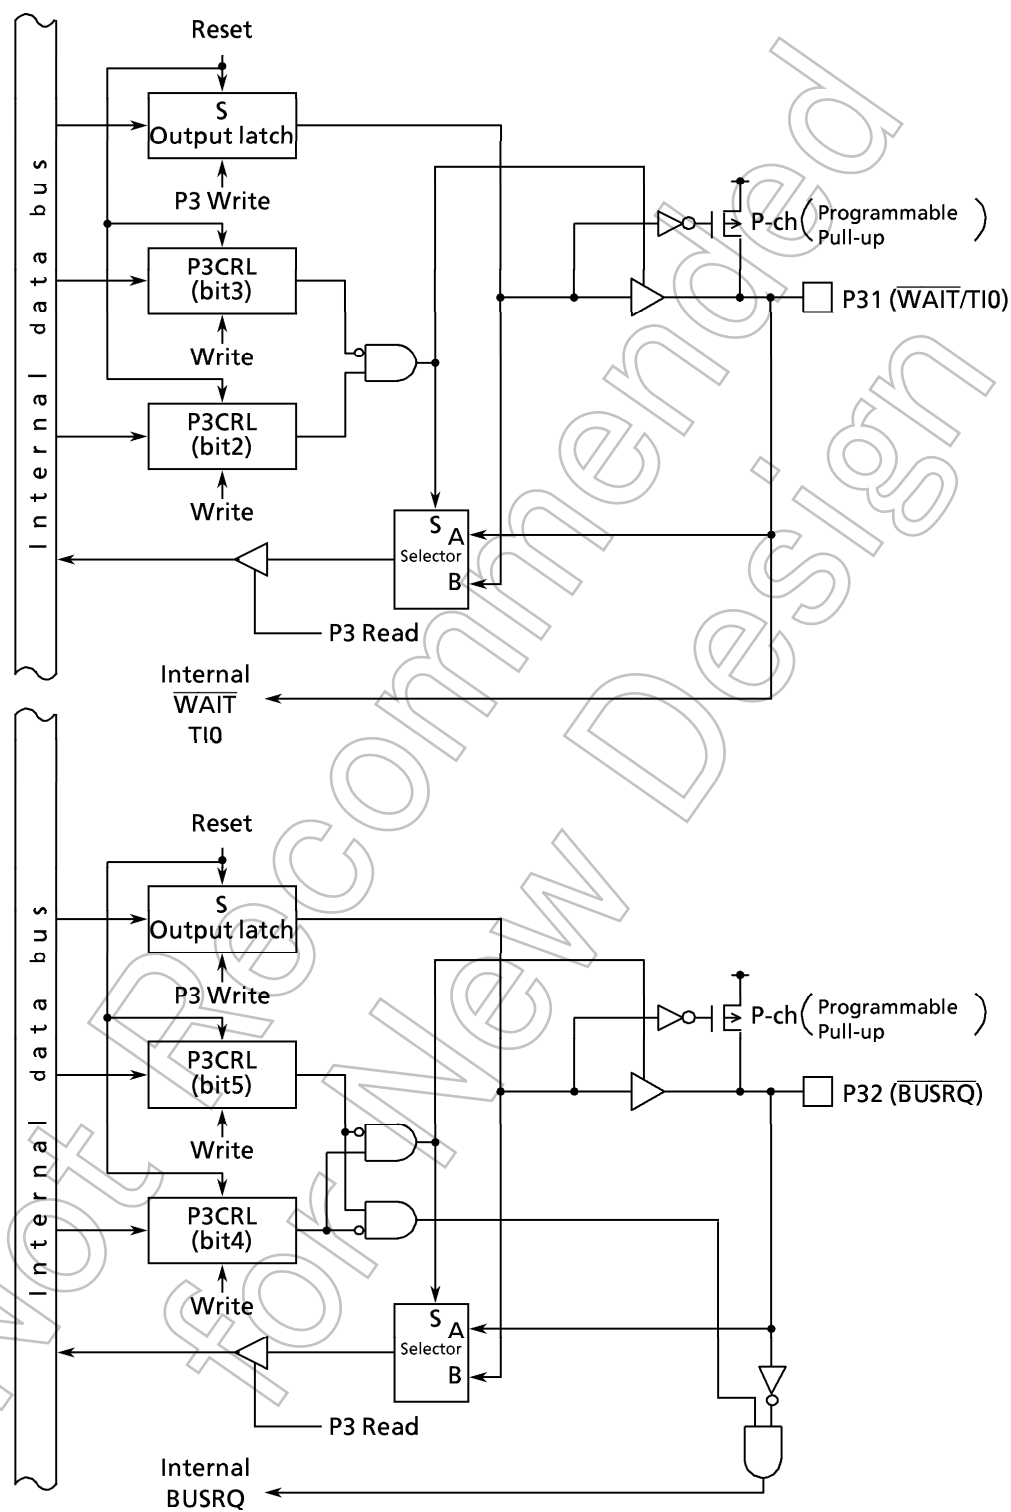 Reset
S
Output latch
P3 Write
P3CRL
(bit3)
Write
P3CRL
(bit2)
Write
Internal data bus
P-ch (Programmable
Pull-up)
P31 (WAIT/TI0)
S
A
Selector
B
P3 Read
Internal
WAIT
TI0
Reset
S
Output latch
P3 Write
P3CRL
(bit5)
Write
P3CRL
(bit4)
Write
Internal data bus
P-ch (Programmable
Pull-up)
P32 (BUSRQ)
S
A
Selector
B
P3 Read
Internal
BUSRQ
Not Recommended
for New Design